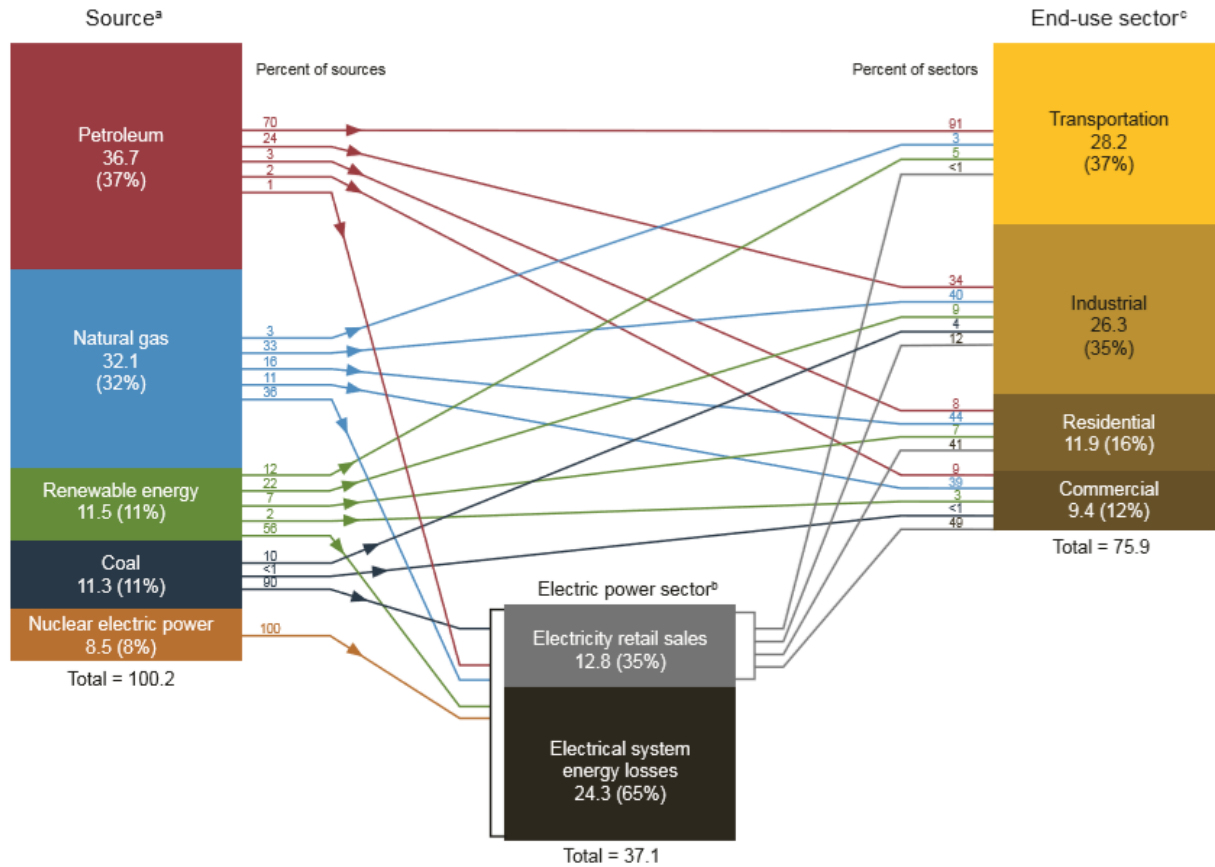 Sourceᵃ
End-use sectorᶜ
Percent of sources
Percent of sectors
Petroleum
36.7
(37%)
70
24
3
2
1
Natural gas
32.1
(32%)
3
33
16
11
36
Renewable energy
11.5 (11%)
12
22
7
2
56
Coal
11.3 (11%)
10
<1
90
Nuclear electric power
8.5 (8%)
100
Total = 100.2
Electric power sectorᵇ
Electricity retail sales
12.8 (35%)
Electrical system
energy losses
24.3 (65%)
Total = 37.1
91
3
5
<1
Transportation
28.2
(37%)
34
40
9
4
12
Industrial
26.3
(35%)
8
44
7
41
Residential
11.9 (16%)
9
39
3
<1
49
Commercial
9.4 (12%)
Total = 75.9